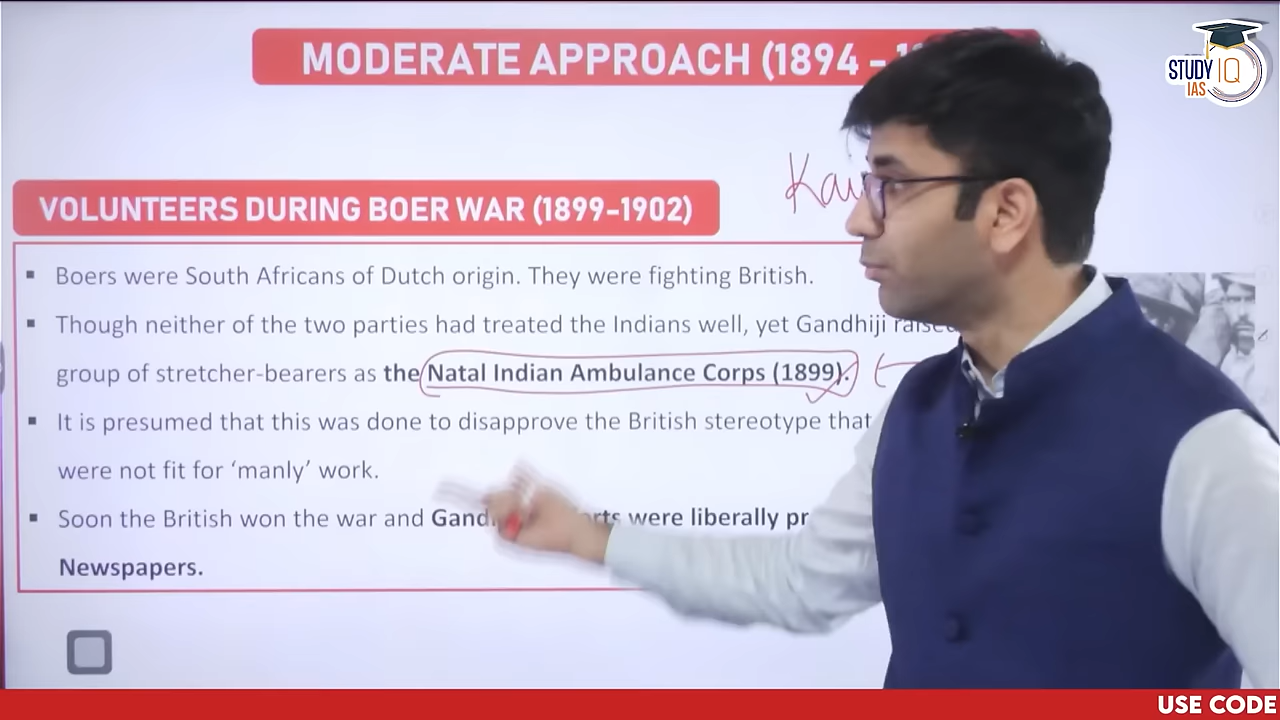 MODERATE APPROACH (1894 –
STUDY IQ
IAS
VOLUNTEERS DURING BOER WAR (1899-1902)
▪ Boers were South Africans of Dutch origin. They were fighting British.
▪ Though neither of the two parties had treated the Indians well, yet Gandhiji raised
group of stretcher-bearers as the Natal Indian Ambulance Corps (1899).
▪ It is presumed that this was done to disapprove the British stereotype that
were not fit for ‘manly’ work.
▪ Soon the British won the war and were liberally
Newspapers.
USE CODE